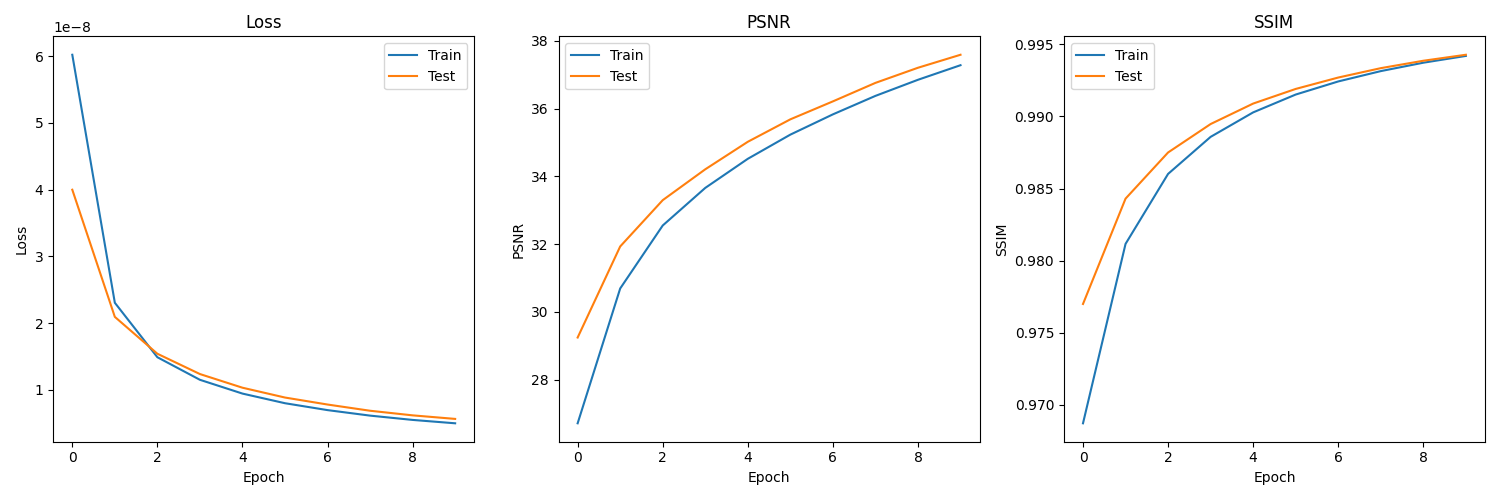 Loss
1e−8
6
5
4
3
2
1
Loss
0 2 4 6 8
Epoch
Train
Test
PSNR
38
36
34
32
30
28
PSNR
0 2 4 6 8
Epoch
Train
Test
SSIM
0.995
0.990
0.985
0.980
0.975
0.970
SSIM
0 2 4 6 8
Epoch
Train
Test